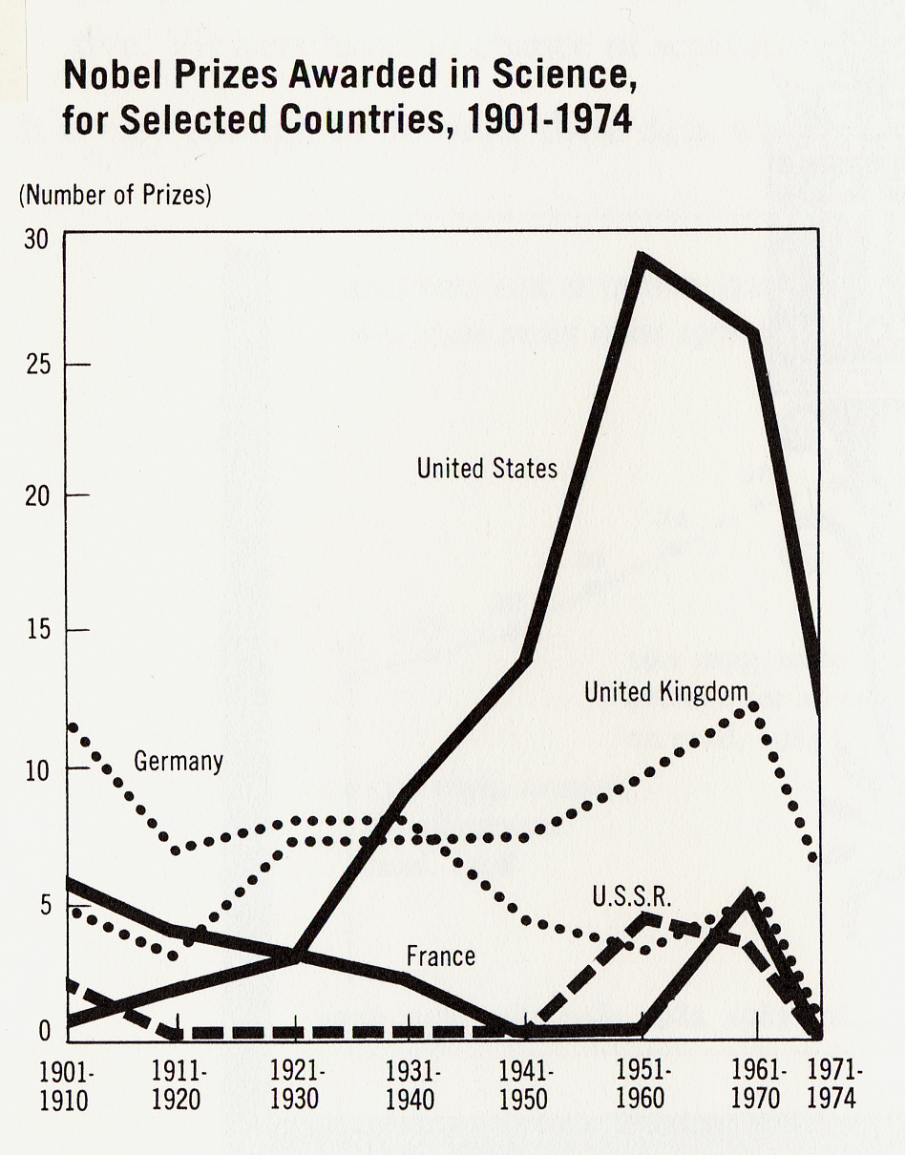 Nobel Prizes Awarded in Science,
for Selected Countries, 1901-1974
(Number of Prizes)
30
25
United States
20
15
United Kingdom
Germany
10
U.S.S.R.
5
France
0
1901- 1911- 1921- 1931- 1941- 1951- 1961- 1971-
1910 1920 1930 1940 1950 1960 1970 1974